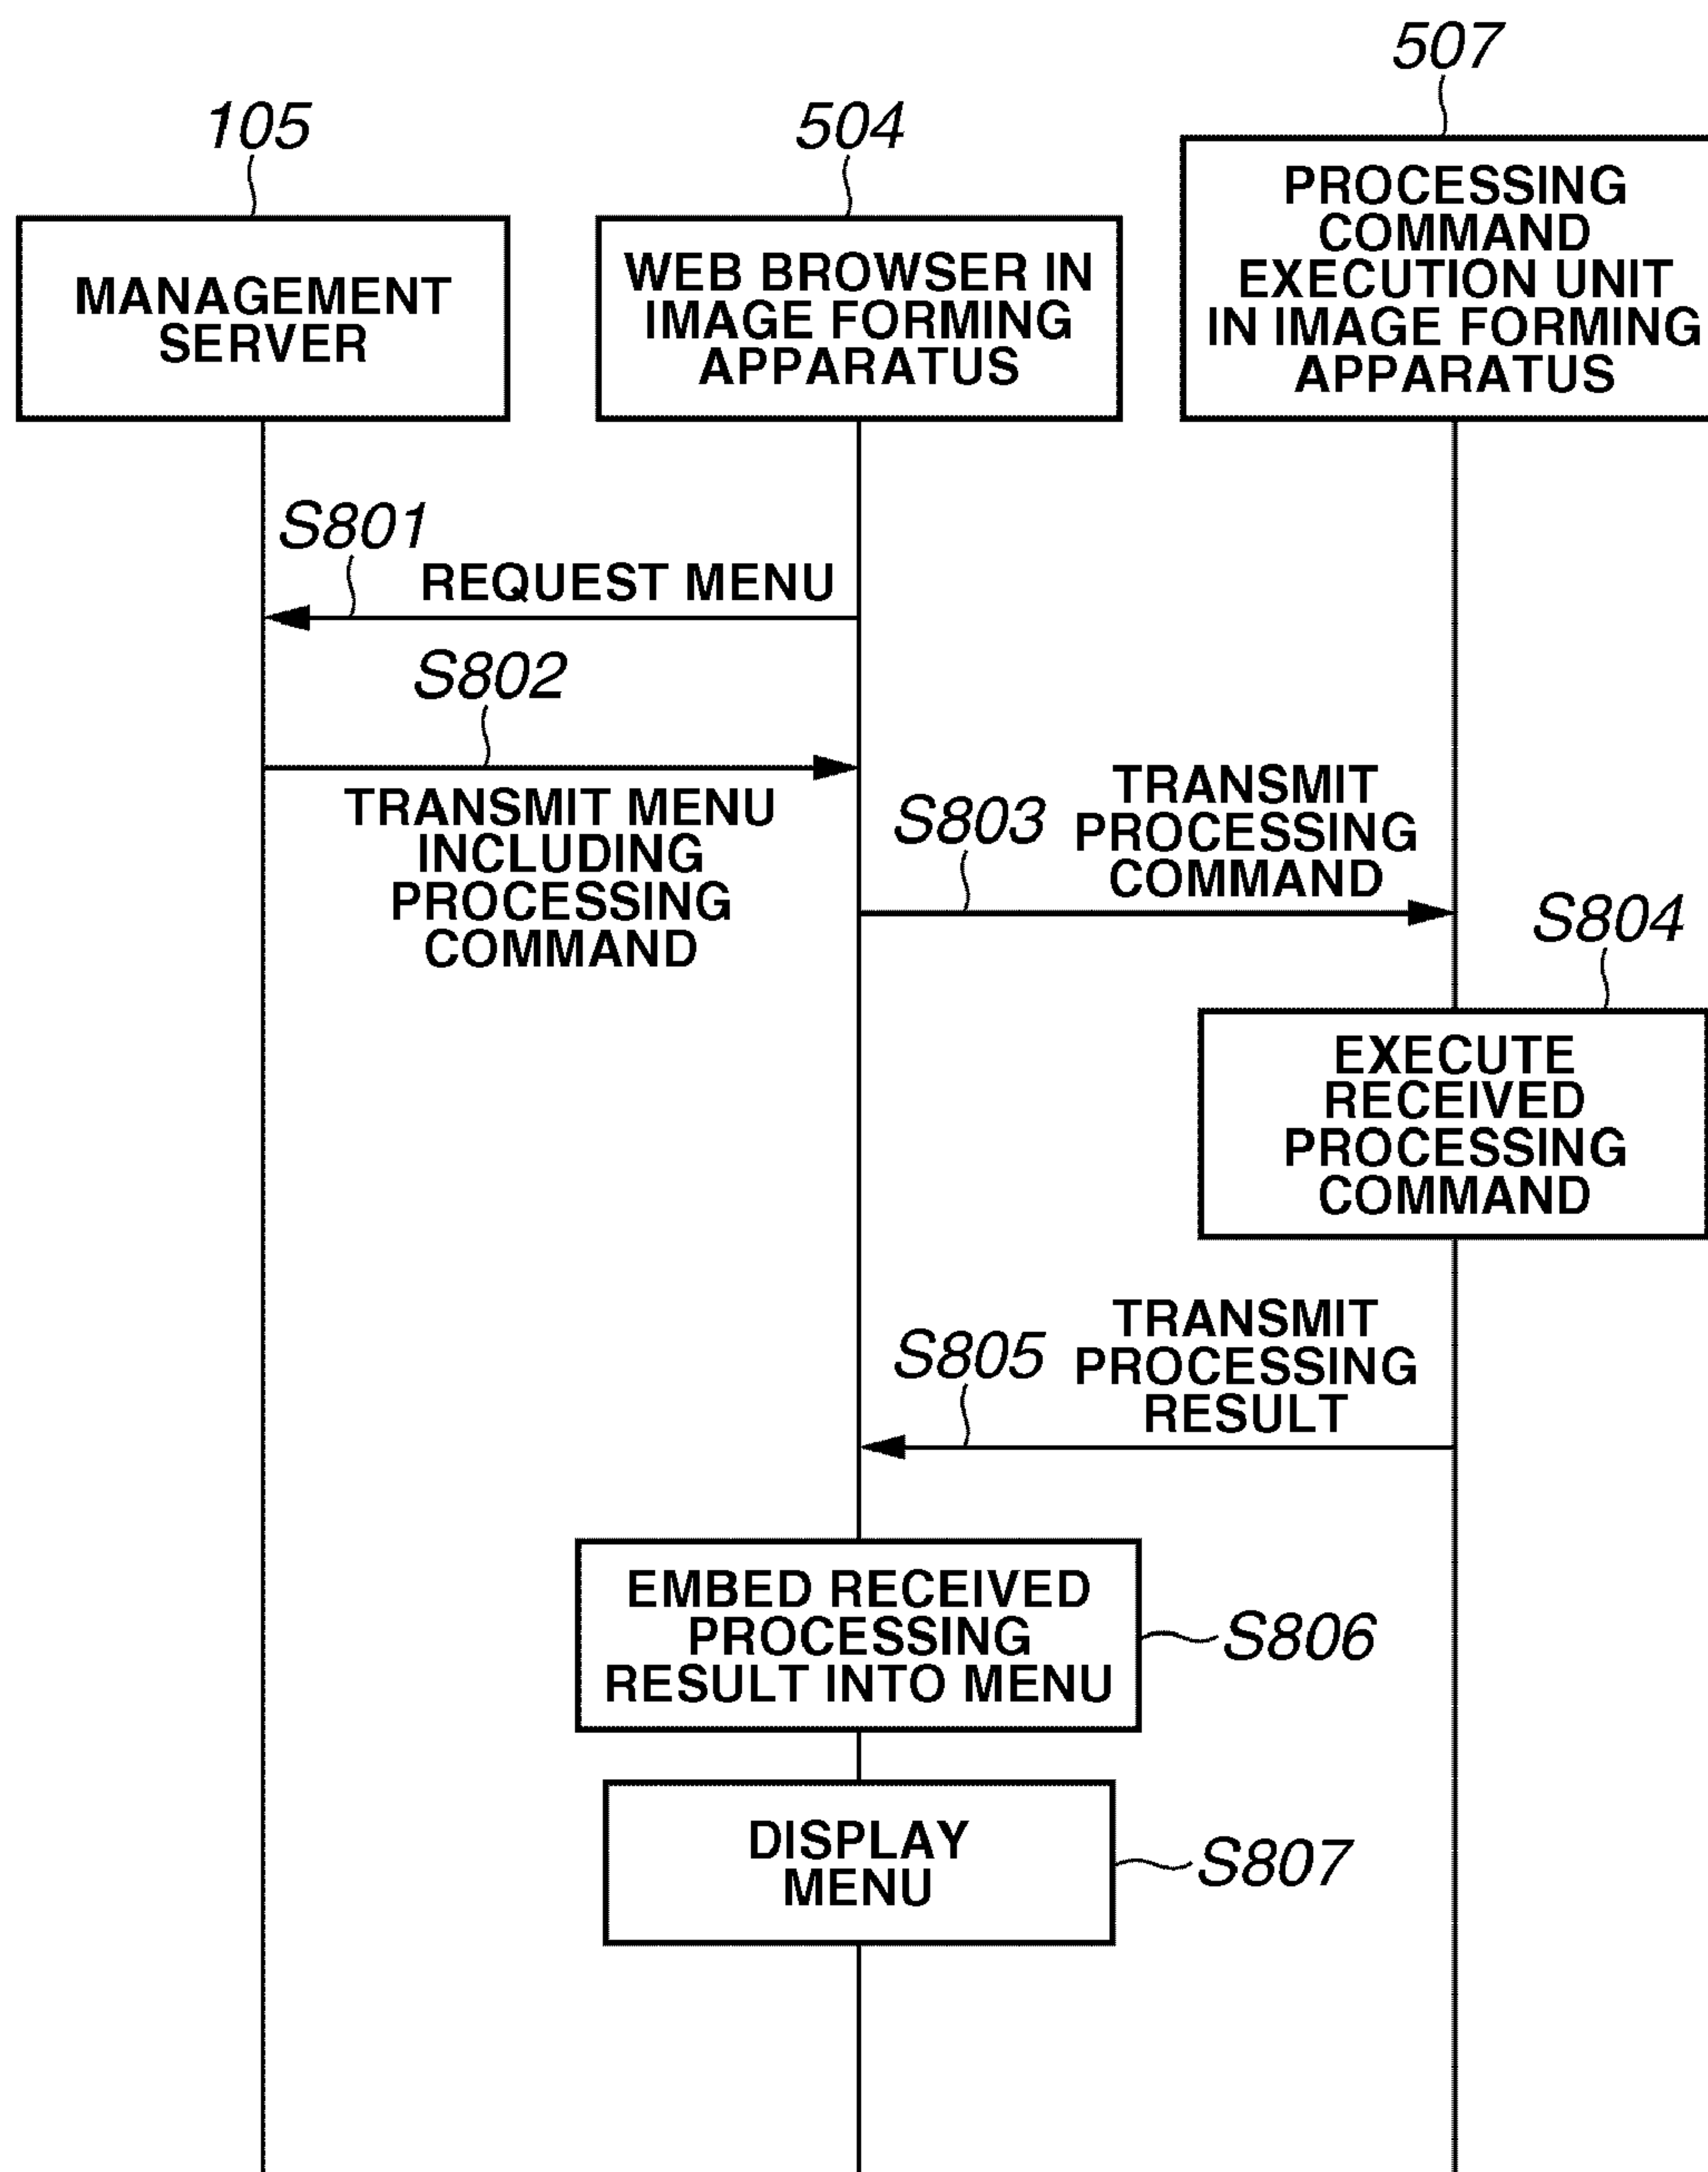 507
105
504
PROCESSING
COMMAND
EXECUTION UNIT
IN IMAGE FORMING
APPARATUS
MANAGEMENT
SERVER
WEB BROWSER IN
IMAGE FORMING
APPARATUS
S801
REQUEST MENU
S802
TRANSMIT MENU
INCLUDING
PROCESSING
COMMAND
S803
TRANSMIT
PROCESSING
COMMAND
S804
EXECUTE
RECEIVED
PROCESSING
COMMAND
S805
TRANSMIT
PROCESSING
RESULT
EMBED RECEIVED
PROCESSING
RESULT INTO MENU
S806
DISPLAY
MENU
S807